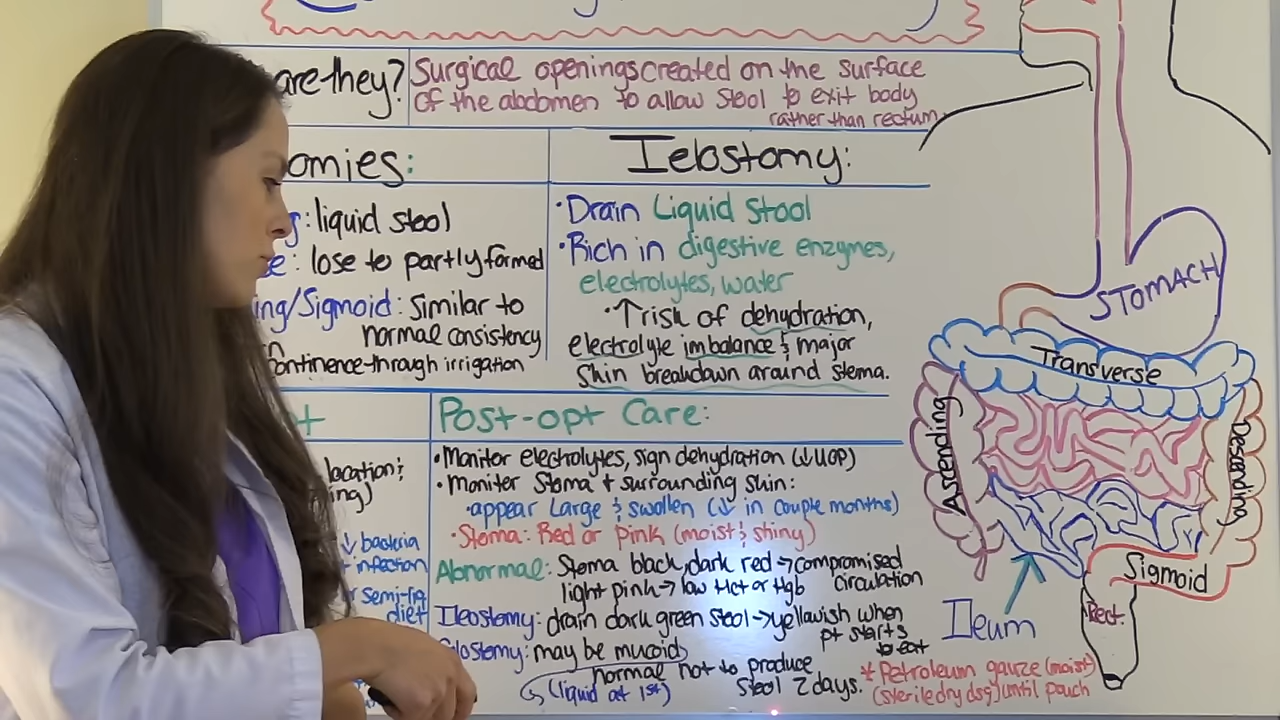 are they?
Surgical openings created on the surface
of the abdomen to allow stool to exit body
rather than rectum
omies:
Ielostomy:
g: liquid stool
e: lose to partly formed
ing/Sigmoid: Similar to
normal consistency
ontinence-through irrigation
• Drain Liquid Stool
• Rich in digestive enzymes,
electrolytes, water
• ↑ risk of dehydration,
electrolyte imbalance & major
Skin breakdown around stoma.
STOMACH
Transverse
Ascending
Descending
Sigmoid
Rect.
Ileum
location;
ing)
↓ bacteria
infection
semi-liq
diet
Post-opt Care:
• Monitor electrolytes, sign dehydration (↓UOP)
• Monitor Stoma + surrounding skin:
• appear Large & swollen (↓ in couple months)
• Stoma: Red or pink (moist & shiny)
Abnormal: Stoma black, dark red → compromised
circulation
light pink → low Hct or Hgb
Ileostomy: drain dark green stool → yellowish when
pt starts
to eat
lostomy: may be mucoid
(liquid at 1st)
normal not to produce
stool 2 days.
* Petroleum gauze (moist)
(sterile dry dsg) until pouch